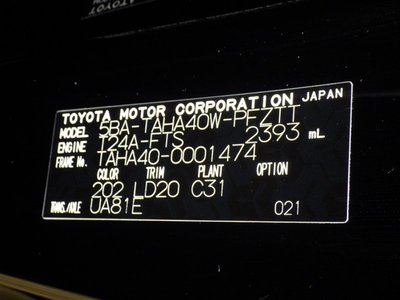 TOYOTA MOTOR CORPORATION JAPAN
MODEL 5BA-TAHA40W-PFZTT
ENGINE T24A-FTS 2393 mL
FRAME No. TAHA40-0001474
COLOR TRIM PLANT OPTION
202 LD20 C31
TRANS./AXLE UA81E 021